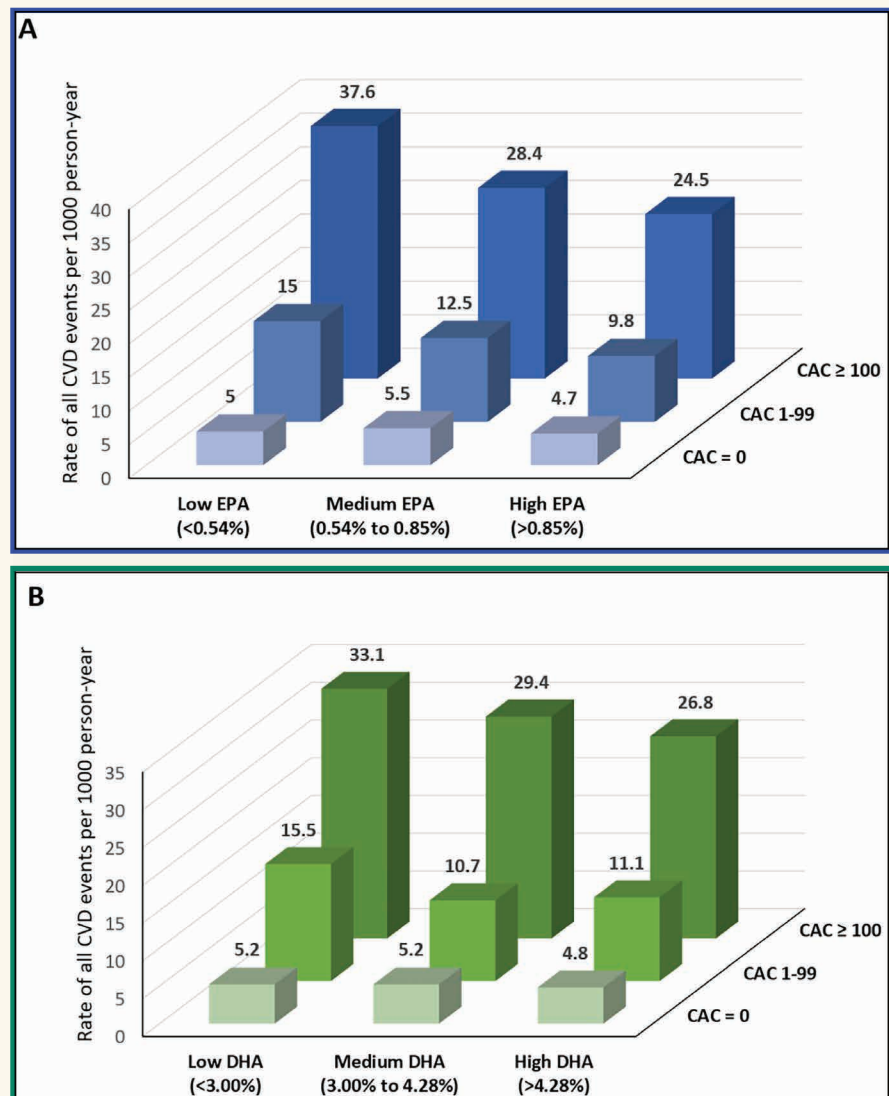 A
Rate of all CVD events per 1000 person-year
40
35
30
25
20
15
10
5
0
37.6
28.4
24.5
15
12.5
9.8
5
5.5
4.7
CAC ≥ 100
CAC 1-99
CAC = 0
Low EPA
(<0.54%)
Medium EPA
(0.54% to 0.85%)
High EPA
(>0.85%)
B
Rate of all CVD events per 1000 person-year
35
30
25
20
15
10
5
0
33.1
29.4
26.8
15.5
10.7
11.1
5.2
5.2
4.8
CAC ≥ 100
CAC 1-99
CAC = 0
Low DHA
(<3.00%)
Medium DHA
(3.00% to 4.28%)
High DHA
(>4.28%)